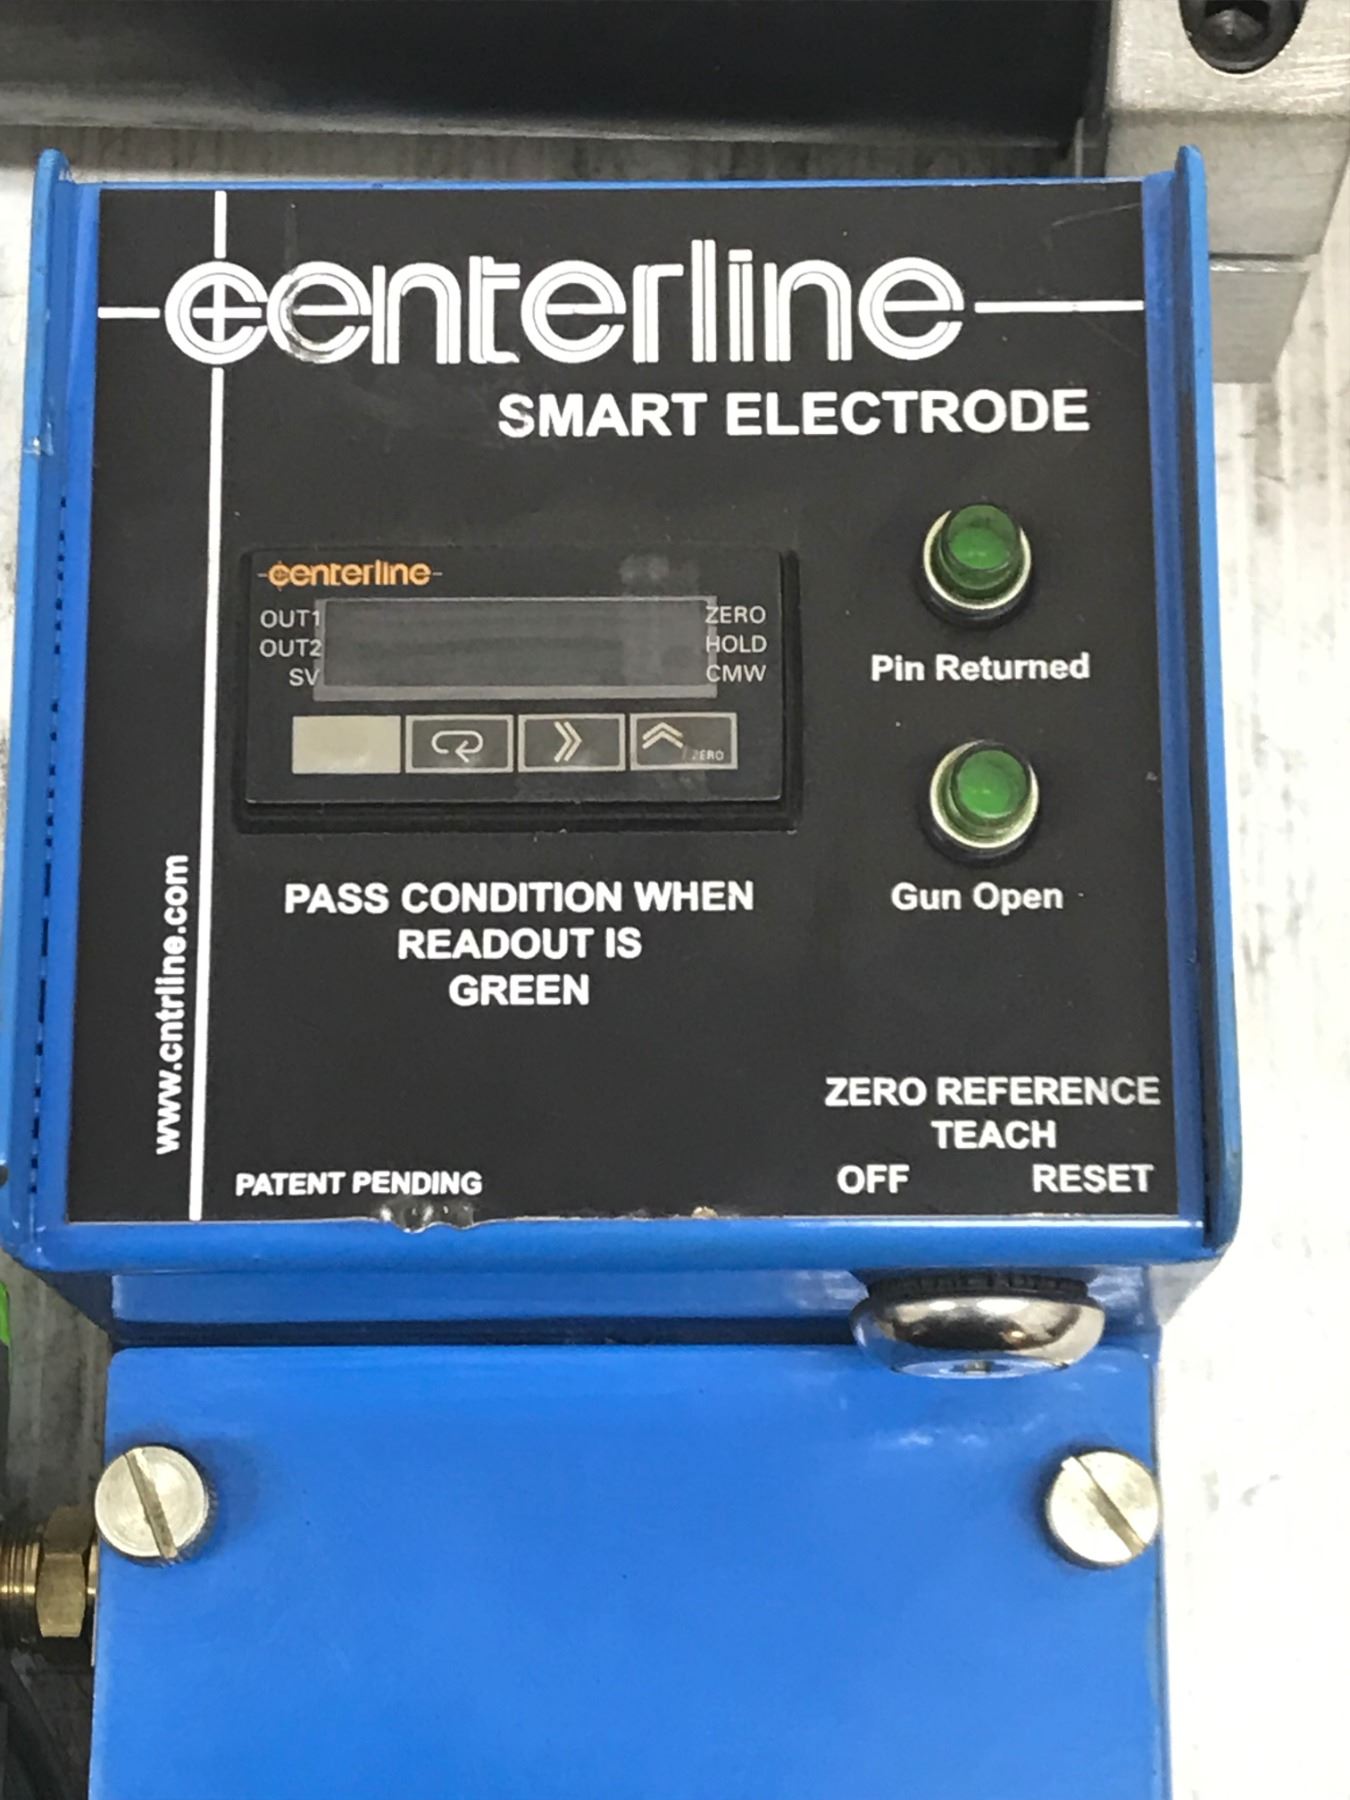 centerline
SMART ELECTRODE
centerline
OUT1
OUT2
SV
ZERO
HOLD
CMW
ZERO
Pin Returned
Gun Open
PASS CONDITION WHEN
READOUT IS
GREEN
www.cntrline.com
ZERO REFERENCE
TEACH
OFF RESET
PATENT PENDING